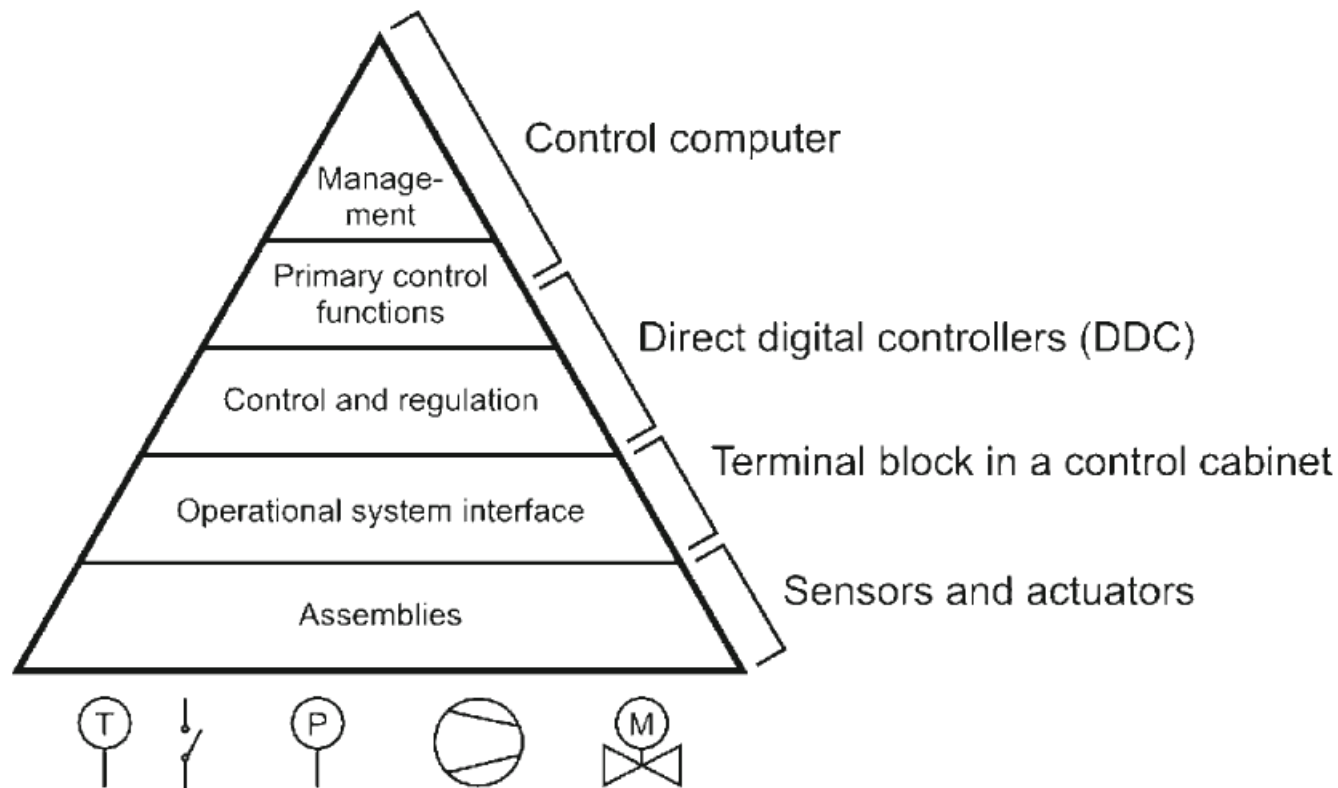 Control computer
Manage-
ment
Primary control
functions
Direct digital controllers (DDC)
Control and regulation
Terminal block in a control cabinet
Operational system interface
Sensors and actuators
Assemblies
T
P
M